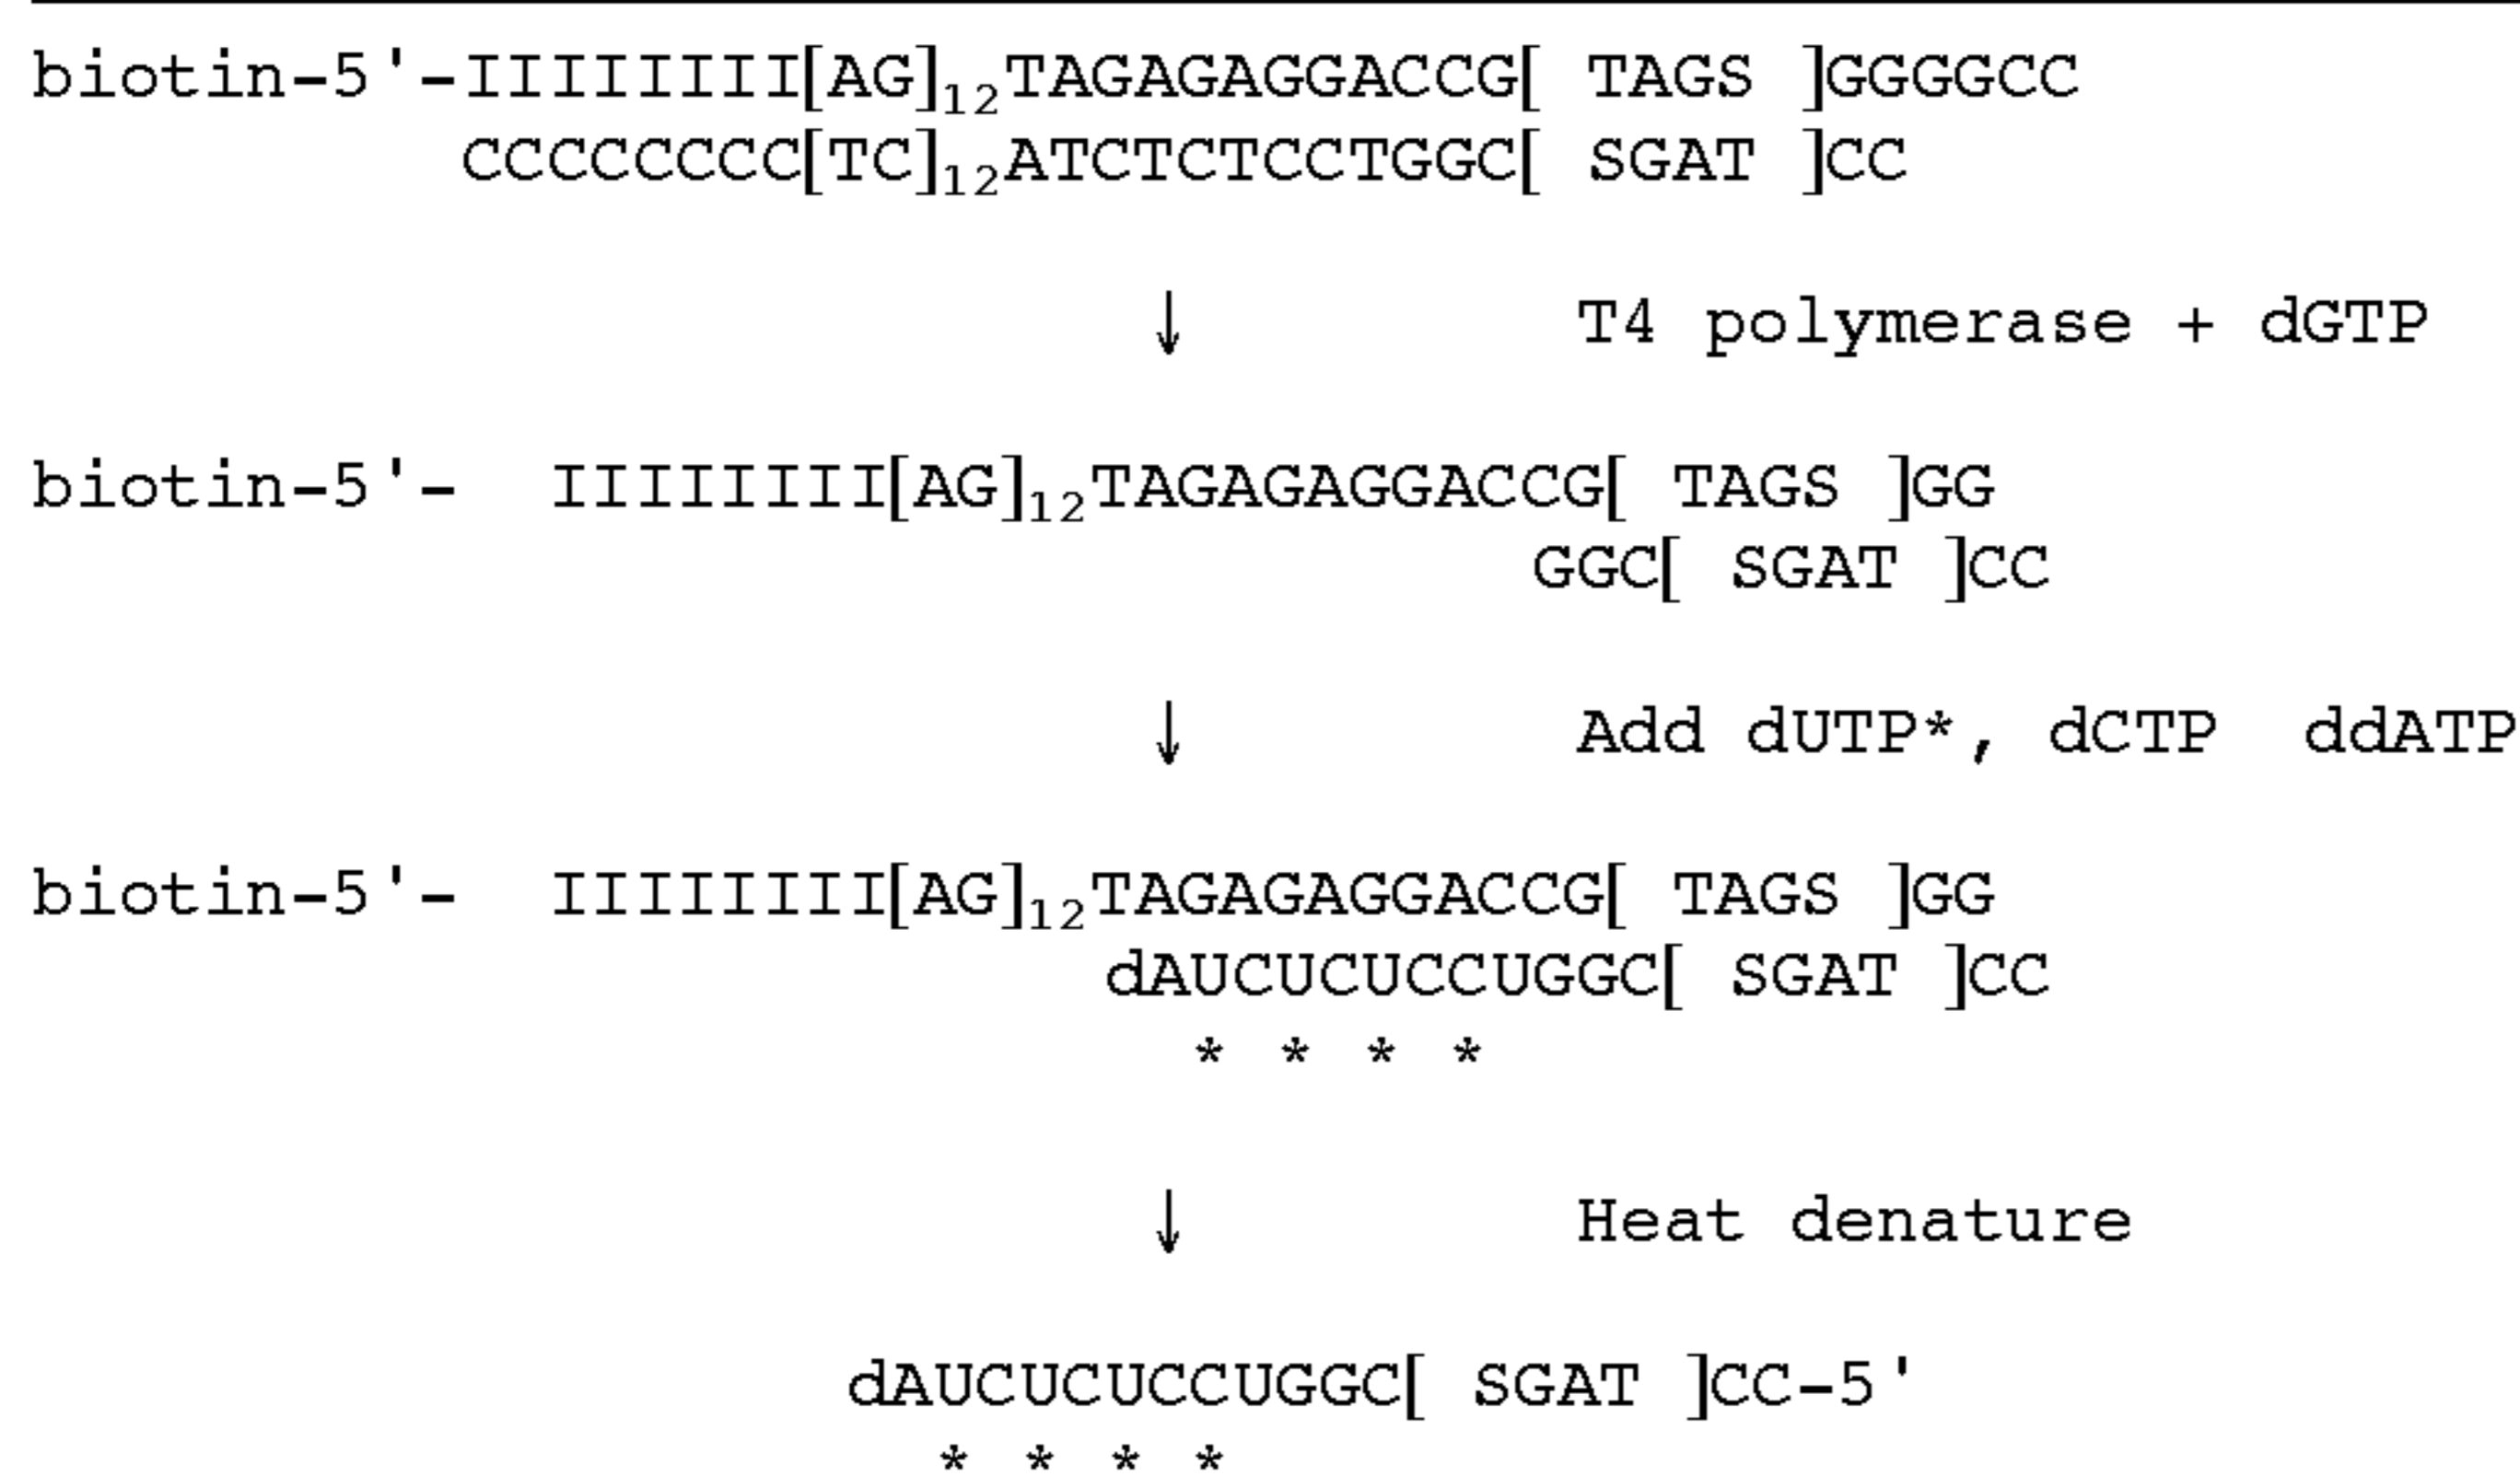 biotin-5'-IIIIIIII[AG]₁₂TAGAGAGGACCG[ TAGS ]GGGGCC
CCCCCCCC[TC]₁₂ATCTCTCCTGGC[ SGAT ]CC
↓ T4 polymerase + dGTP
biotin-5'- IIIIIIII[AG]₁₂TAGAGAGGACCG[ TAGS ]GG
GGC[ SGAT ]CC
↓ Add dUTP*, dCTP ddATP
biotin-5'- IIIIIIII[AG]₁₂TAGAGAGGACCG[ TAGS ]GG
dAUCUCUCCUGGC[ SGAT ]CC
* * * *
↓ Heat denature
dAUCUCUCCUGGC[ SGAT ]CC-5'
* * * *